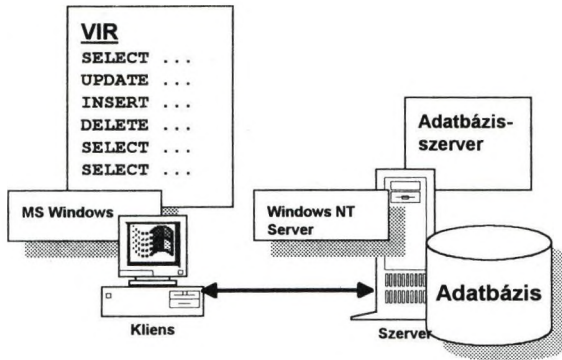 VIR
SELECT ...
UPDATE ...
INSERT ...
DELETE ...
SELECT ...
SELECT ...
MS Windows
Kliens
Adatbázis-
szerver
Windows NT
Server
Szerver
Adatbázis